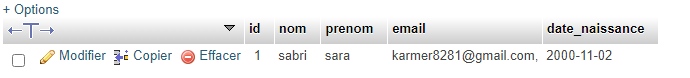 + Options
id nom prenom email date_naissance
Modifier Copier Effacer 1 sabri sara karmer8281@gmail.com, 2000-11-02